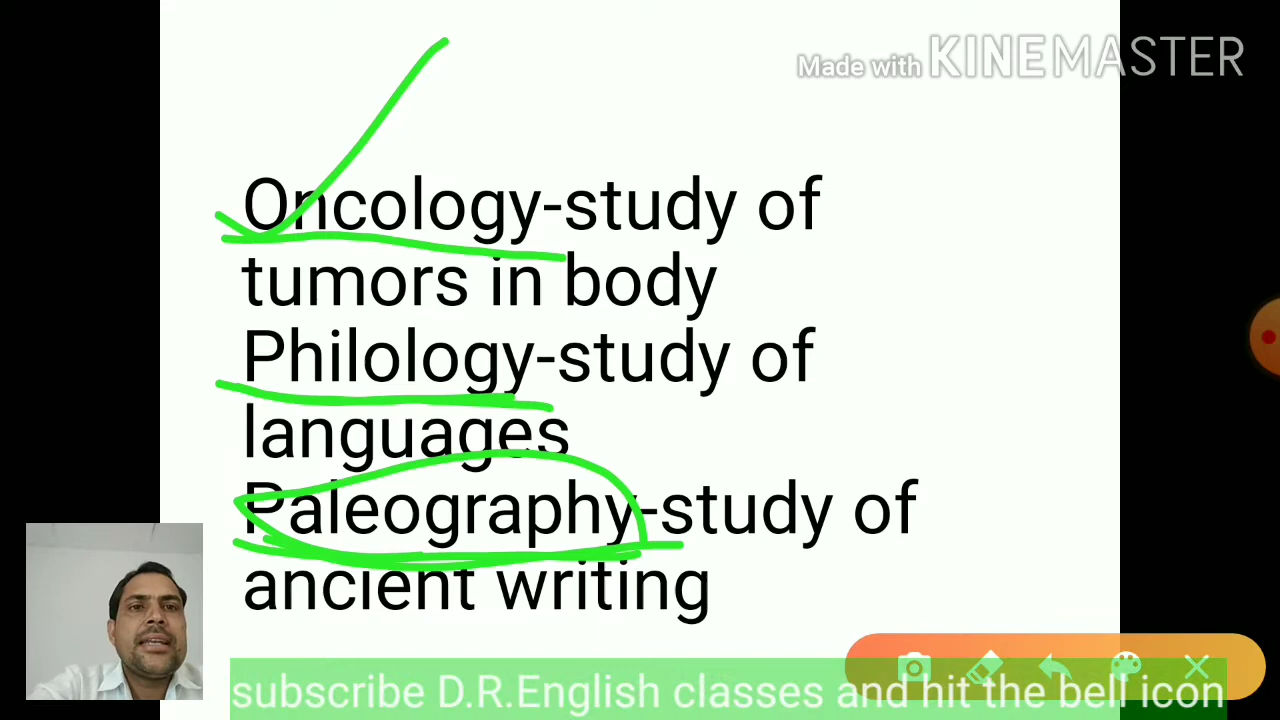 Made with KINEMASTER
Oncology-study of
tumors in body
Philology-study of
languages
Paleography-study of
ancient writing
subscribe D.R.English classes and hit the bell icon